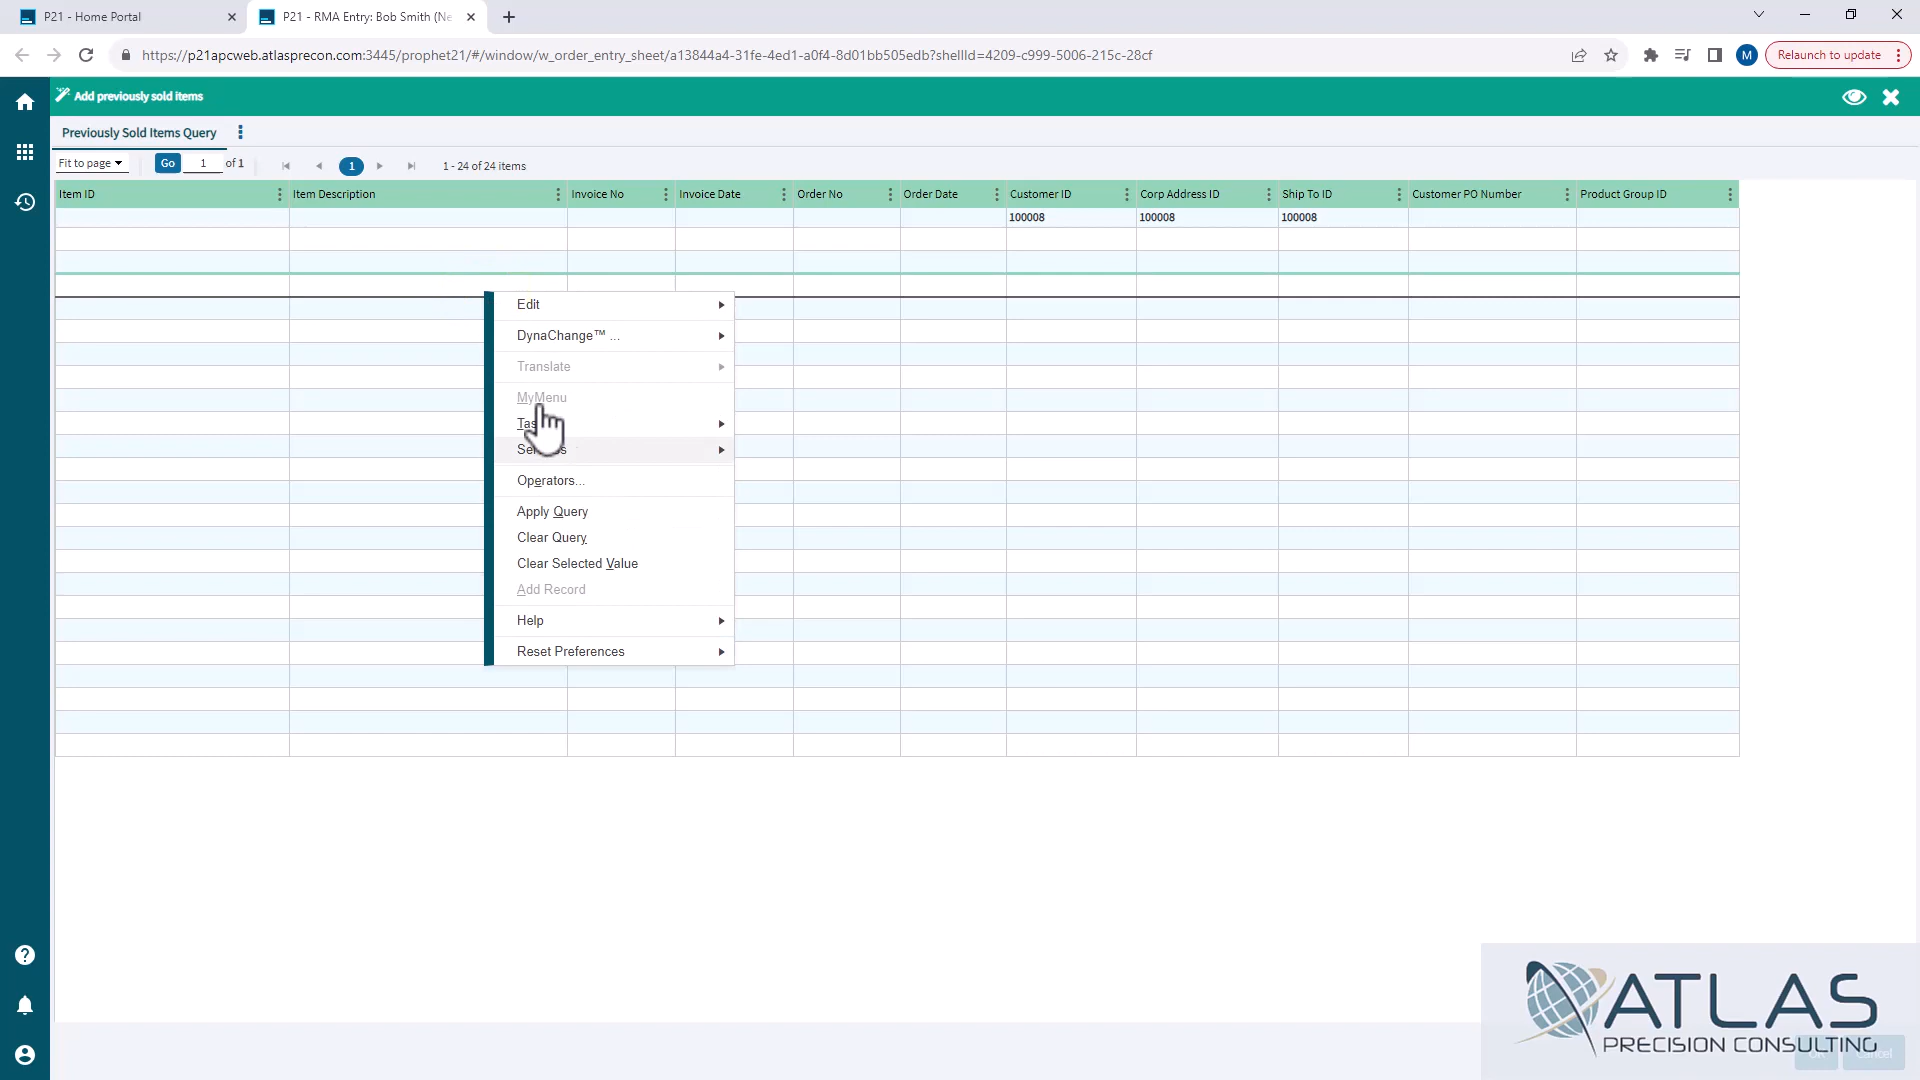 P21 - Home Portal
P21 - RMA Entry: Bob Smith (Ne
https://p21apcweb.atlasprecon.com:3445/prophet21/#/window/w_order_entry_sheet/a13844a4-31fe-4ed1-a0f4-8d01bb505edb?shellId=4209-c999-5006-215c-28cf
M
Relaunch to update
Add previously sold items
Previously Sold Items Query
Fit to page Go 1 of 1 1 1 - 24 of 24 items
Item ID Item Description Invoice No Invoice Date Order No Order Date Customer ID Corp Address ID Ship To ID Customer PO Number Product Group ID
100008 100008 100008
Edit
DynaChange™ ...
Translate
MyMenu
Operators...
Apply Query
Clear Query
Clear Selected Value
Add Record
Help
Reset Preferences
ATLAS
PRECISION CONSULTING
Cancel